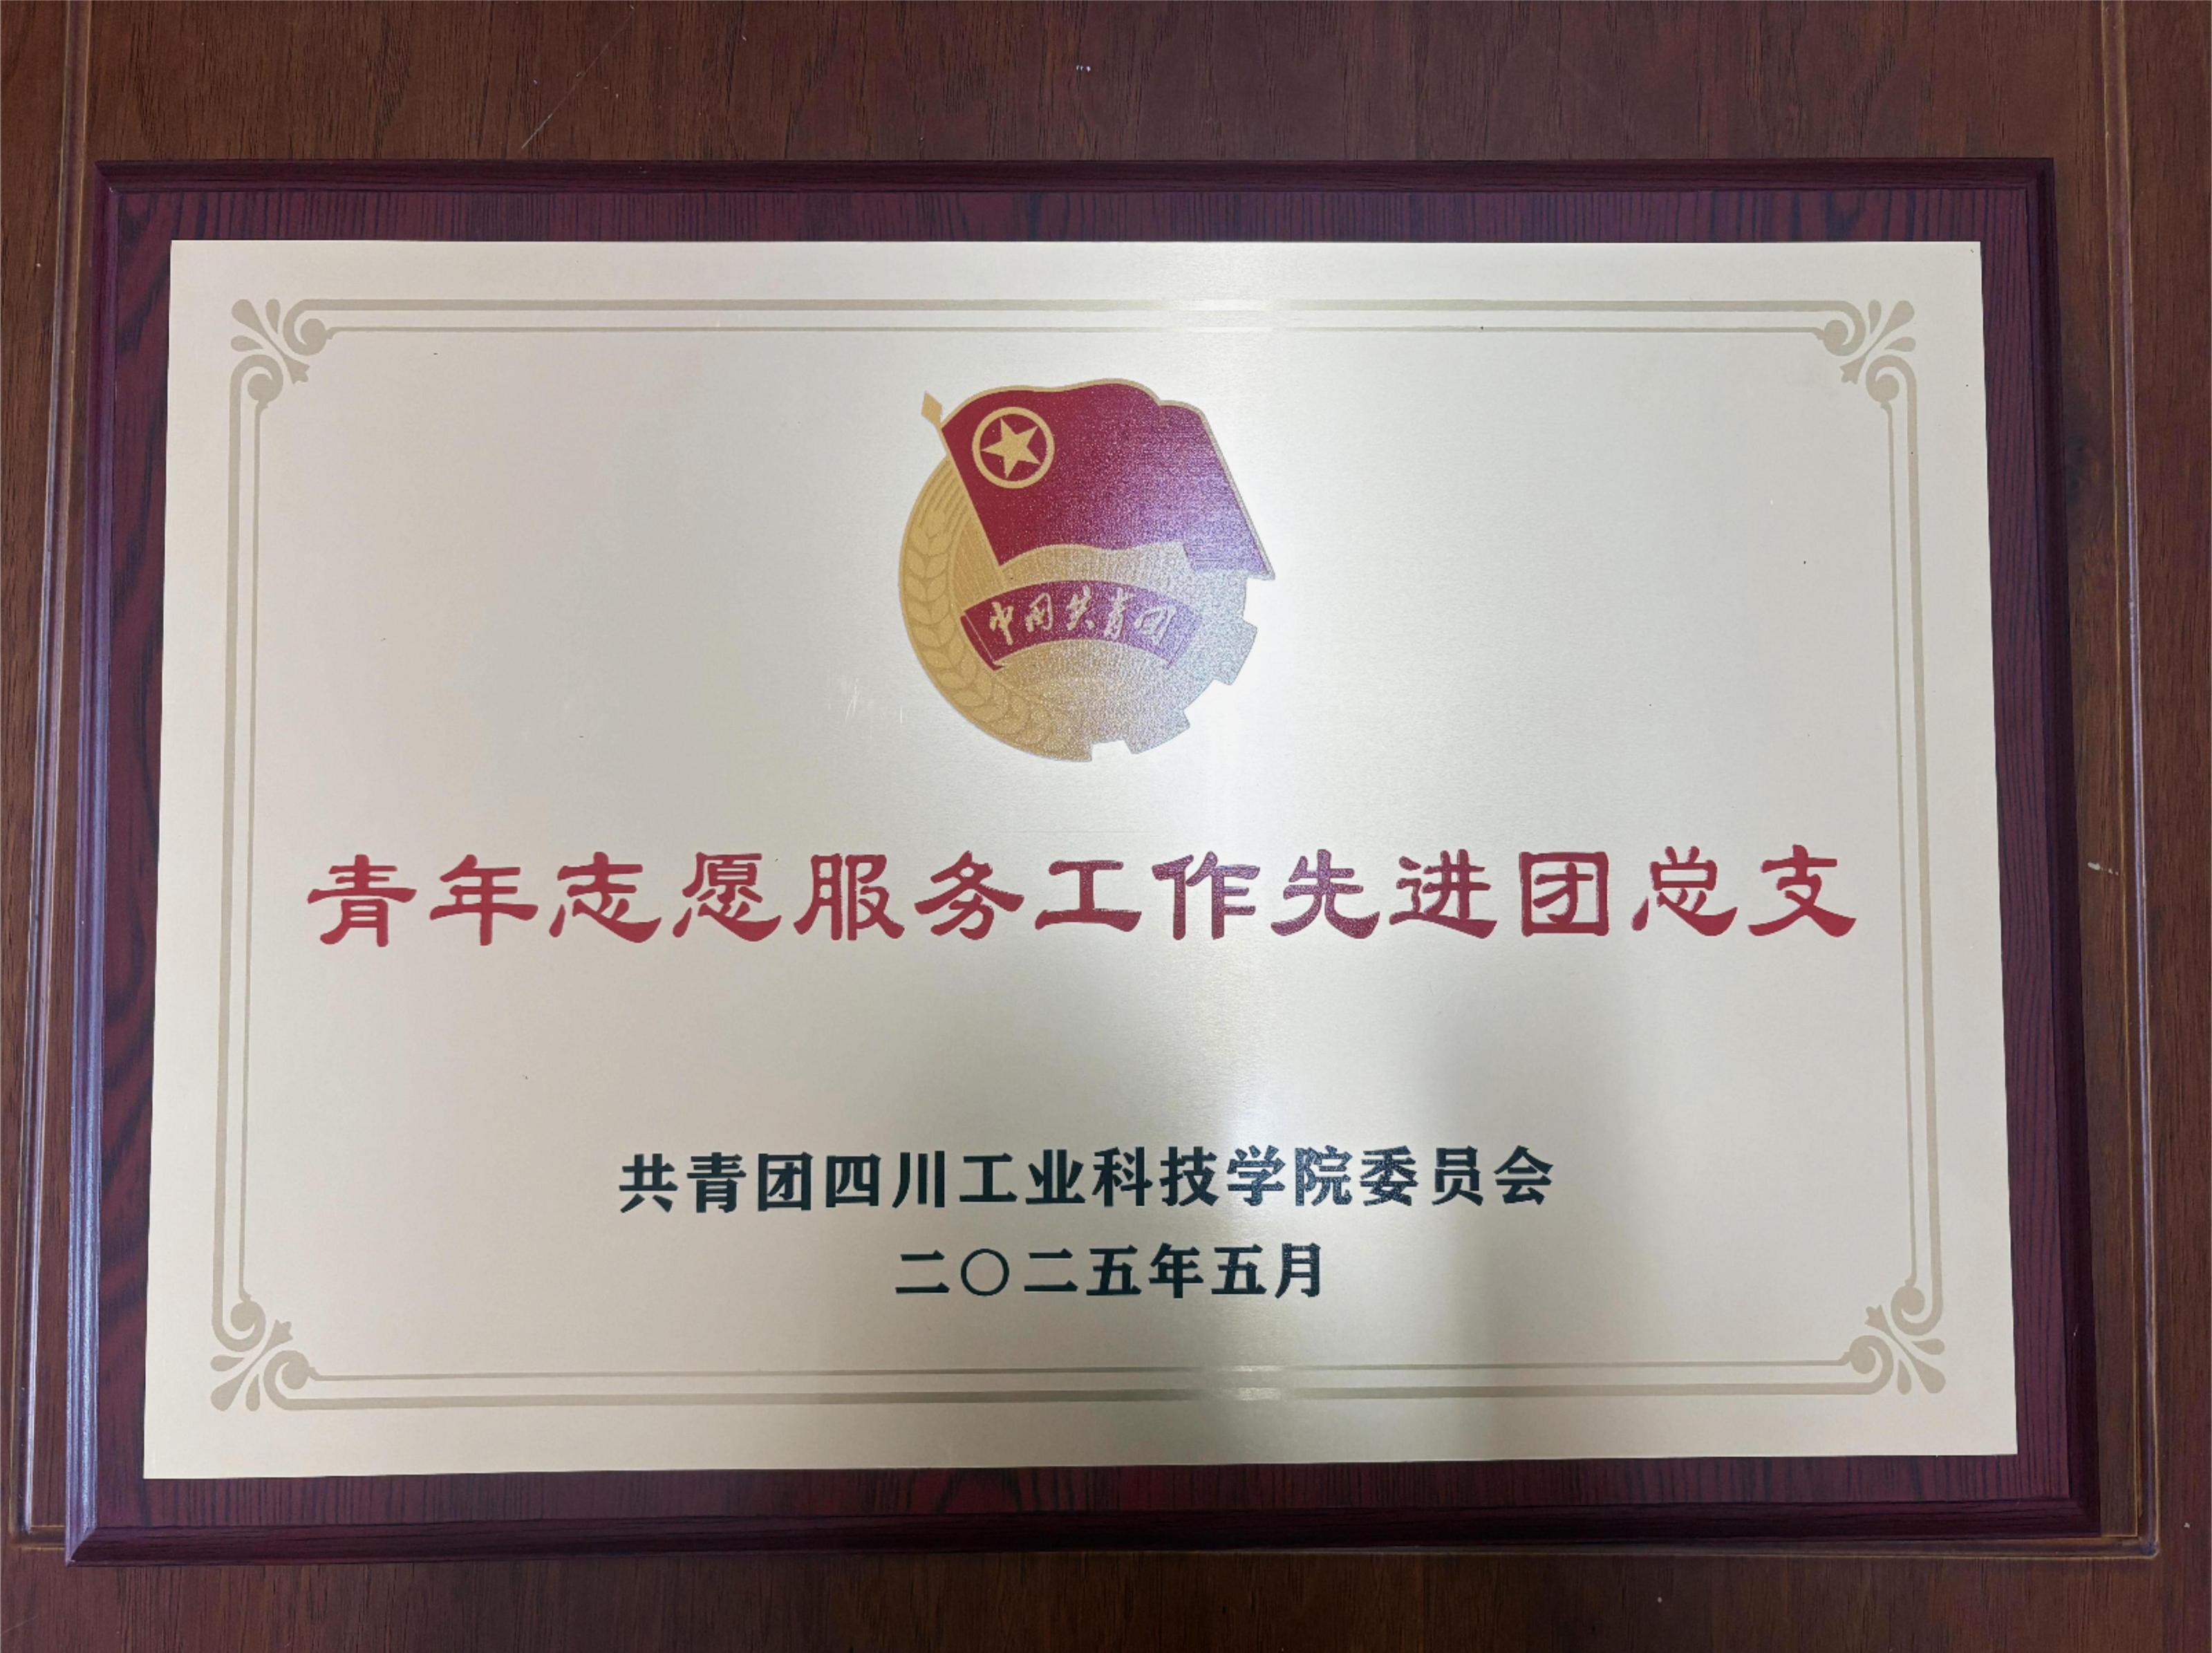 中国共青团
青年志愿服务工作先进团总支
共青团四川工业科技学院委员会
二〇二五年五月